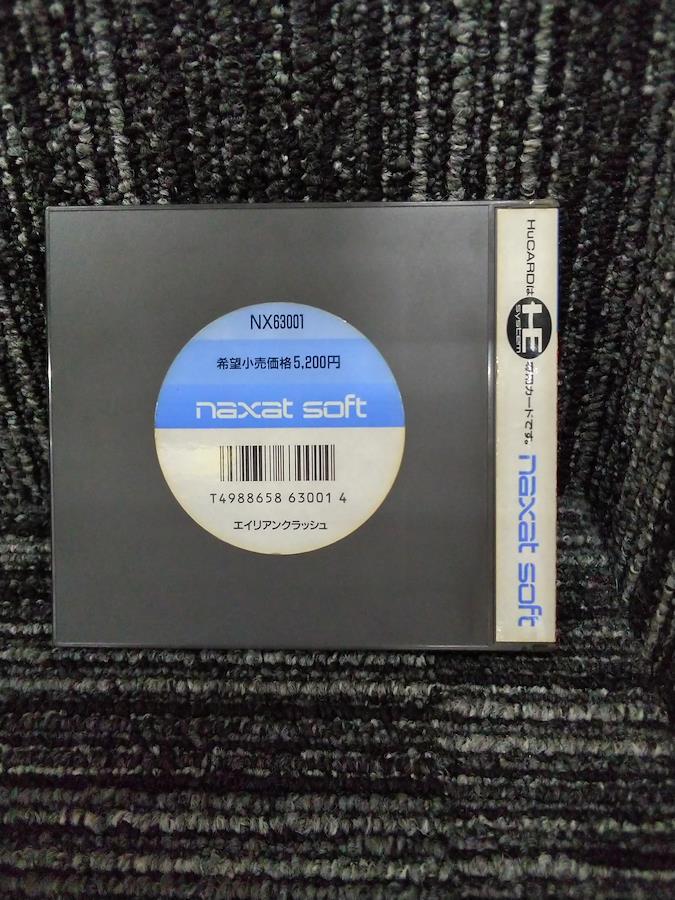 NX63001
希望小売価格5,200円
naxat soft
T4988658 63001 4
エイリアンクラッシュ
HuCARDは HE SYSTEM 専用カードです。 naxat soft